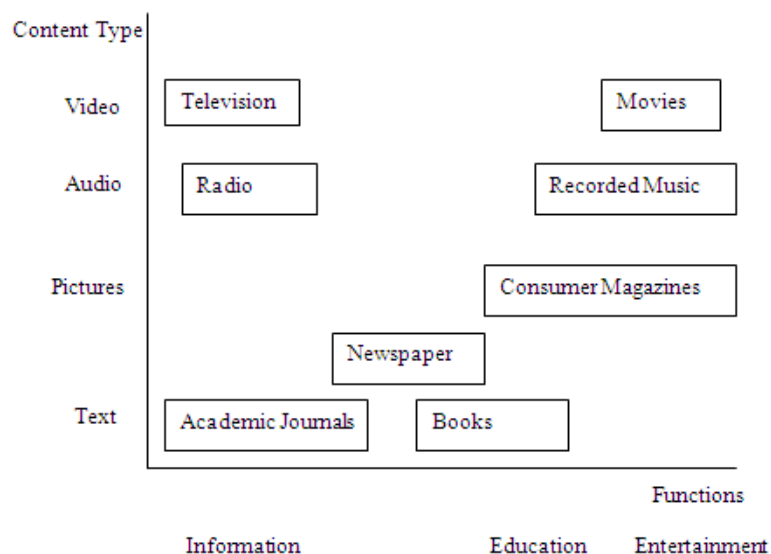 Content Type
Video
Television
Movies
Audio
Radio
Recorded Music
Pictures
Consumer Magazines
Newspaper
Text
Academic Journals
Books
Functions
Information
Education
Entertainment